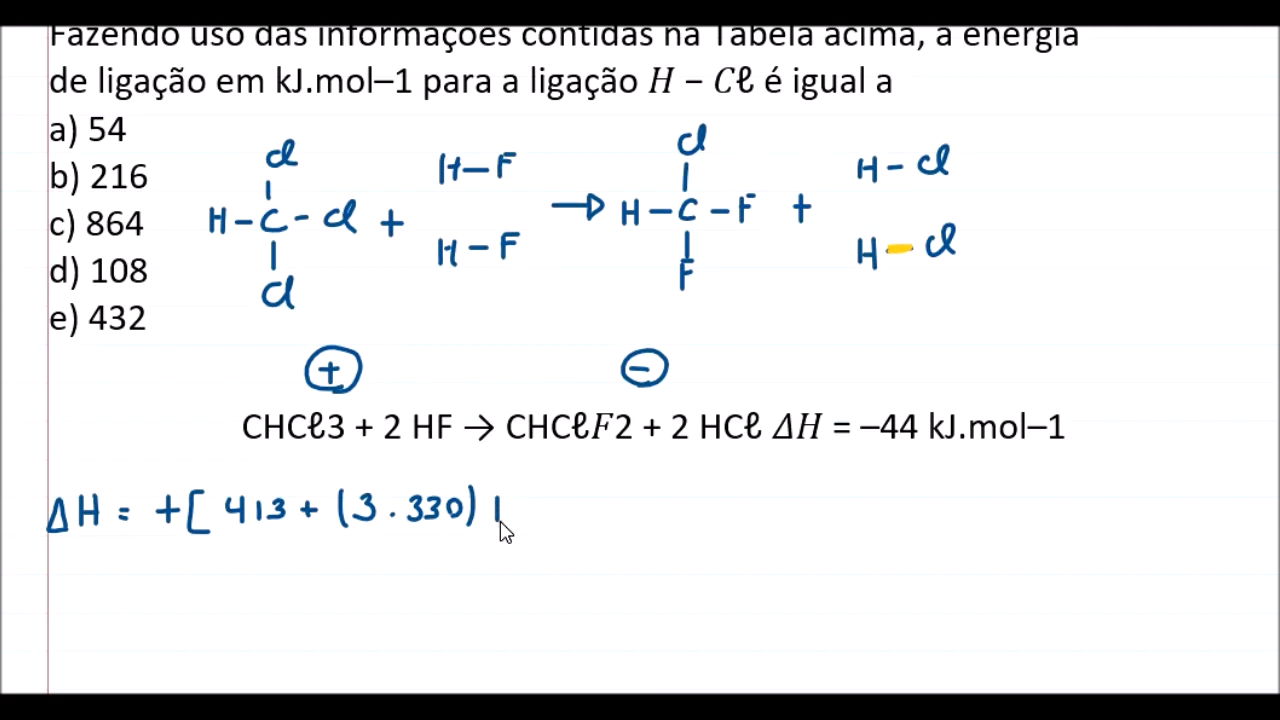 Fazendo uso das informações contidas na Tabela acima, a energia
de ligação em kJ.mol–1 para a ligação H – Cℓ é igual a
a) 54
b) 216
c) 864
d) 108
e) 432
Cl
H – C – Cl +
Cl
H – F
H – F
→
Cl
H – C – F +
F
H – Cl
H – Cl
+
–
CHCℓ3 + 2 HF → CHCℓF2 + 2 HCℓ ΔH = –44 kJ.mol–1
ΔH = +[ 413 + (3 . 330)